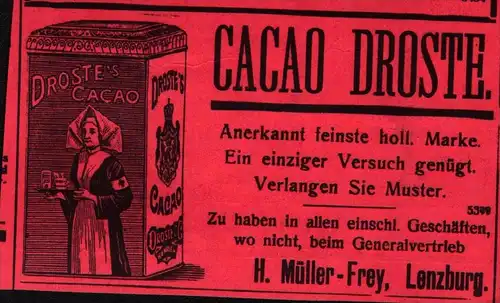 DROSTE'S
CACAO
DROSTE'S
CACAO
CACAO DROSTE.
Anerkannt feinste holl. Marke.
Ein einziger Versuch genügt.
Verlangen Sie Muster.
5399
Zu haben in allen einschl. Geschäften,
wo nicht, beim Generalvertrieb
H. Müller-Frey, Lenzburg.